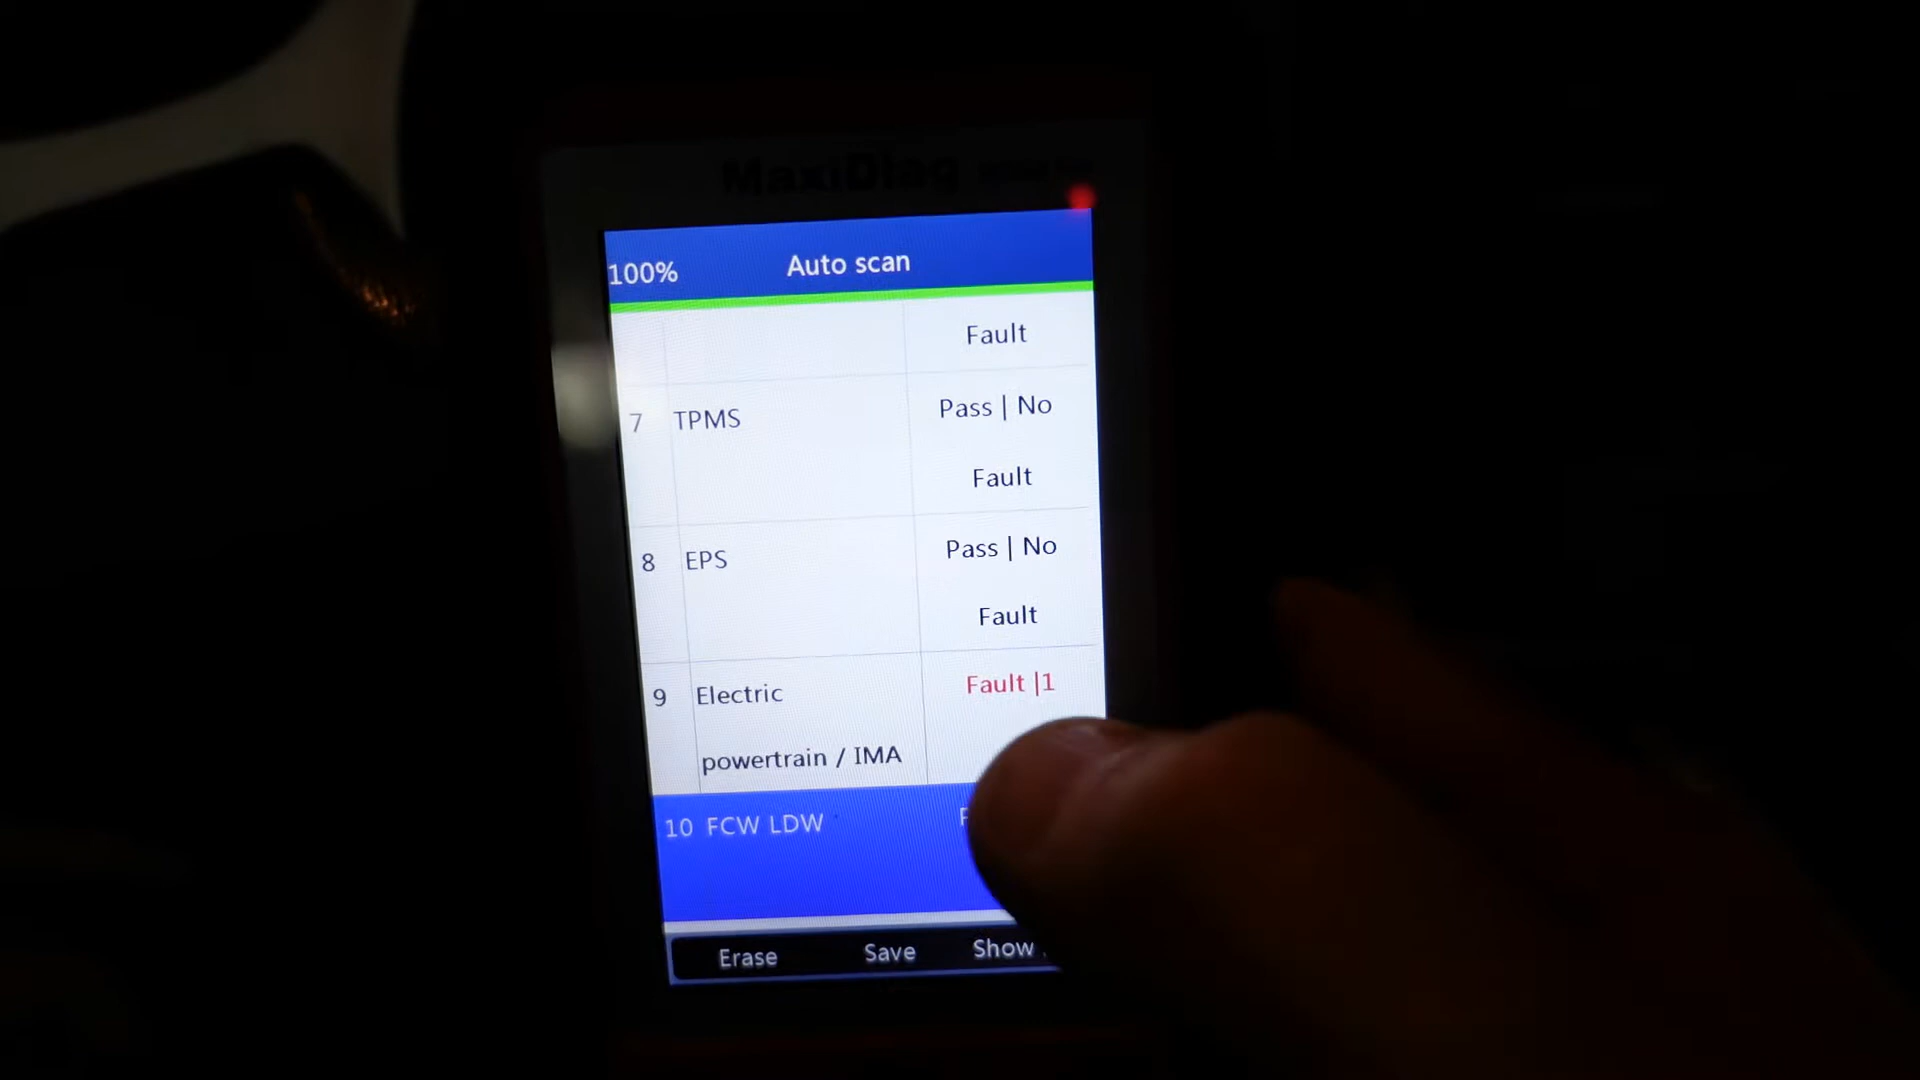 MaxiDiag
100% Auto scan
Fault
7 TPMS Pass | No
Fault
8 EPS Pass | No
Fault
9 Electric Fault |1
powertrain / IMA
10 FCW LDW
Erase Save Show